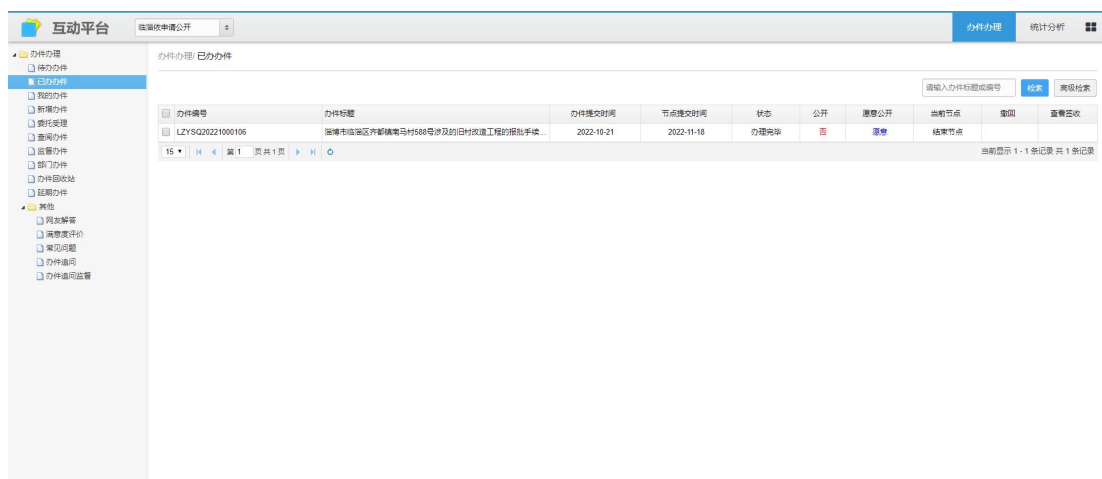 互动平台
临淄依申请公开
办件办理
统计分析
办件办理
待办办件
已办办件
我的办件
新增办件
委托受理
查阅办件
监督办件
部门办件
办件回收站
延期办件
其他
网友解答
满意度评价
常见问题
办件追问
办件追问监督
办件办理/已办办件
请输入办件标题或编号 检索 高级检索
办件编号 办件标题 办件提交时间 节点提交时间 状态 公开 愿意公开 当前节点 撤回 查看签收
LZYSQ20221000106 淄博市临淄区齐都镇南马村588号涉及的旧村改造工程的报批手续... 2022-10-21 2022-11-18 办理完毕 否 愿意 结束节点
15 第 1 页共1页 当前显示 1 - 1 条记录 共 1 条记录